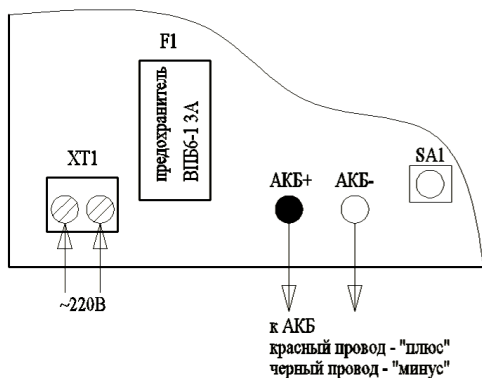 F1
предохранитель
ВПБ6-1 3А
XT1
АКБ+
АКБ-
SA1
~220В
к АКБ
красный провод - "плюс"
черный провод - "минус"